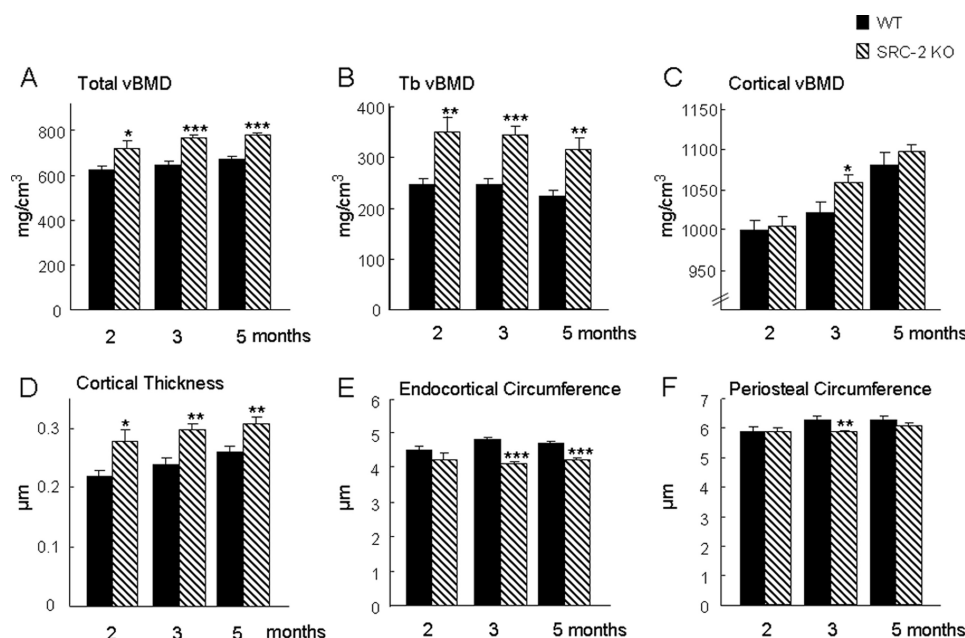 WT
SRC-2 KO
A Total vBMD
mg/cm³
800
600
400
200
0
*
***
***
2 3 5 months
B Tb vBMD
mg/cm³
400
300
200
100
0
**
***
**
2 3 5 months
C Cortical vBMD
mg/cm³
1150
1100
1050
1000
950
*
2 3 5 months
D Cortical Thickness
µm
0.3
0.2
0.1
0
*
**
**
2 3 5 months
E Endocortical Circumference
µm
6
5
4
3
2
1
0
***
***
2 3 5 months
F Periosteal Circumference
µm
7
6
5
4
3
2
1
0
**
2 3 5 months